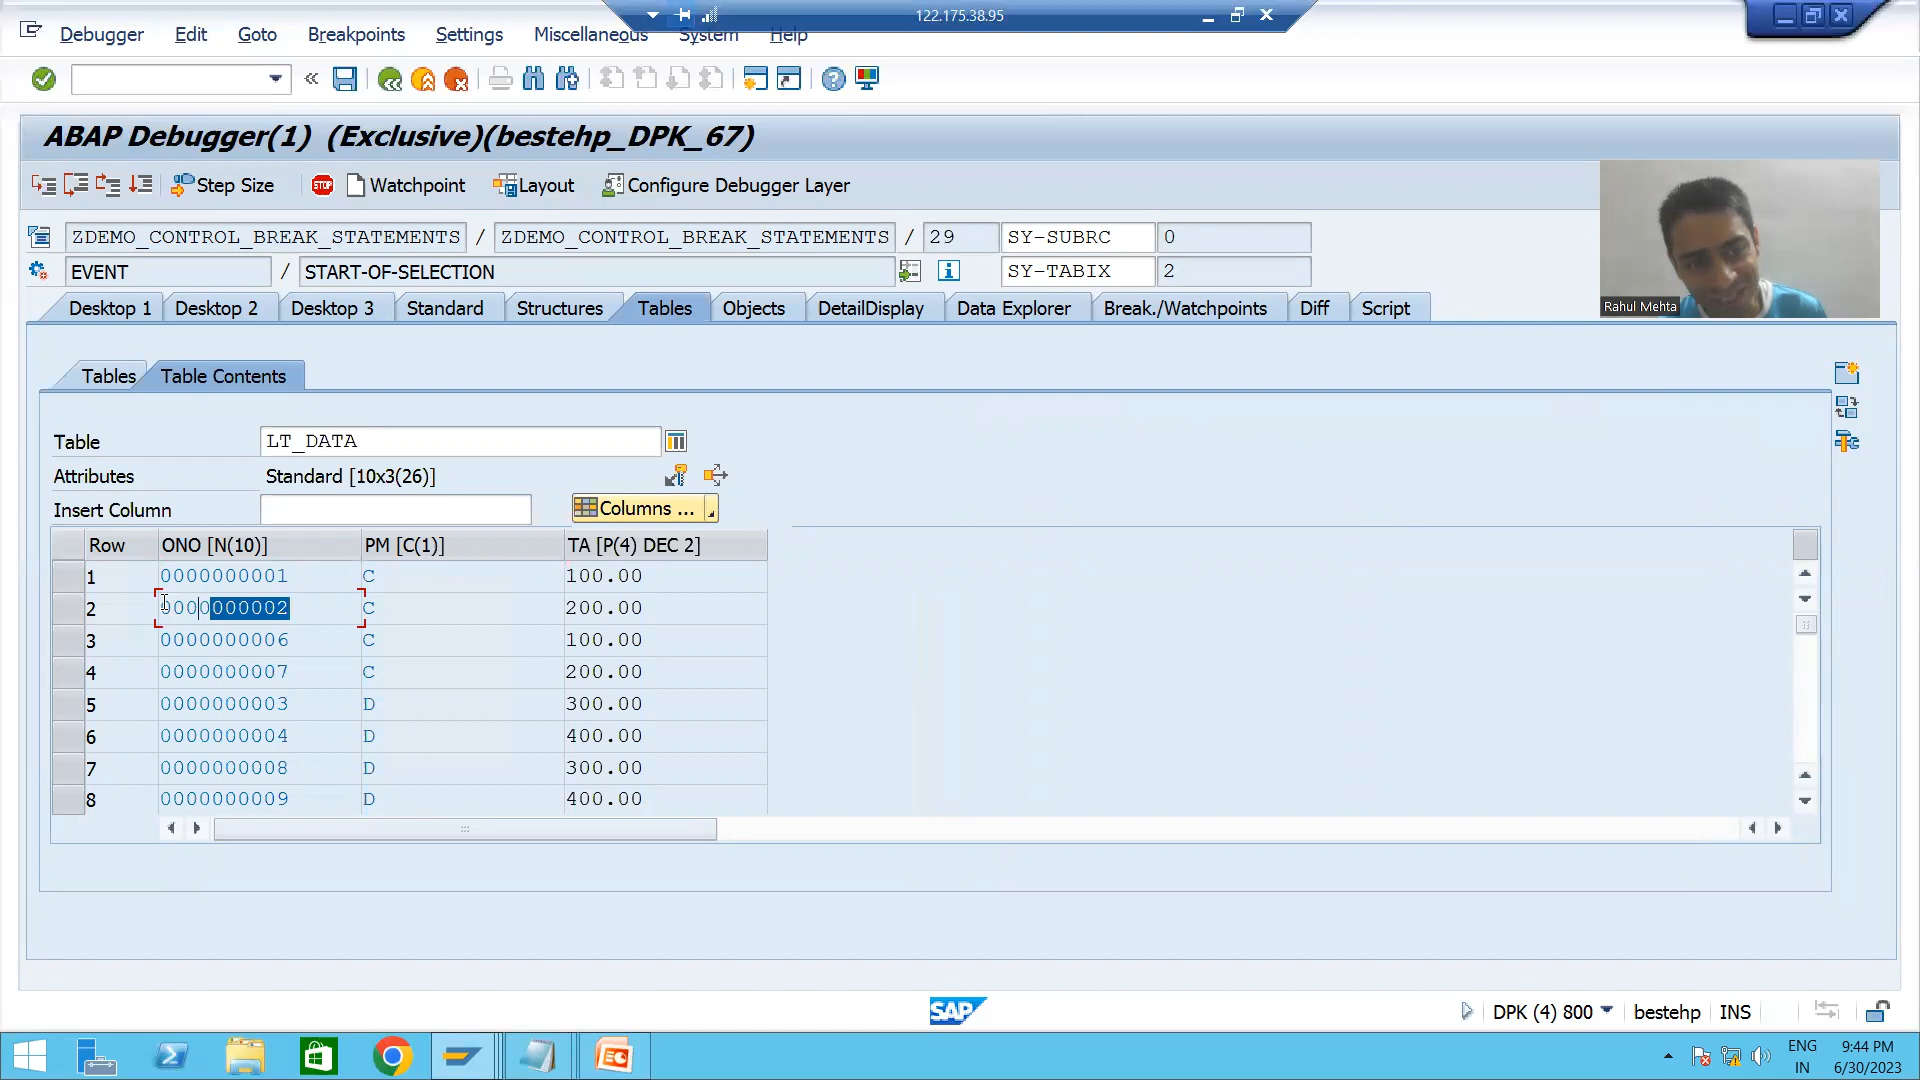 122.175.38.95
Debugger Edit Goto Breakpoints Settings Miscellaneous System Help
ABAP Debugger(1) (Exclusive)(bestehp_DPK_67)
Step Size STOP Watchpoint Layout Configure Debugger Layer
ZDEMO_CONTROL_BREAK_STATEMENTS / ZDEMO_CONTROL_BREAK_STATEMENTS / 29 SY-SUBRC 0
EVENT / START-OF-SELECTION SY-TABIX 2
Rahul Mehta
Desktop 1 Desktop 2 Desktop 3 Standard Structures Tables Objects DetailDisplay Data Explorer Break./Watchpoints Diff Script
Tables Table Contents
Table LT_DATA
Attributes Standard [10x3(26)]
Insert Column Columns ...
Row ONO [N(10)] PM [C(1)] TA [P(4) DEC 2]
1 0000000001 C 100.00
2 0000000002 C 200.00
3 0000000006 C 100.00
4 0000000007 C 200.00
5 0000000003 D 300.00
6 0000000004 D 400.00
7 0000000008 D 300.00
8 0000000009 D 400.00
SAP DPK (4) 800 bestehp INS
ENG 9:44 PM
IN 6/30/2023